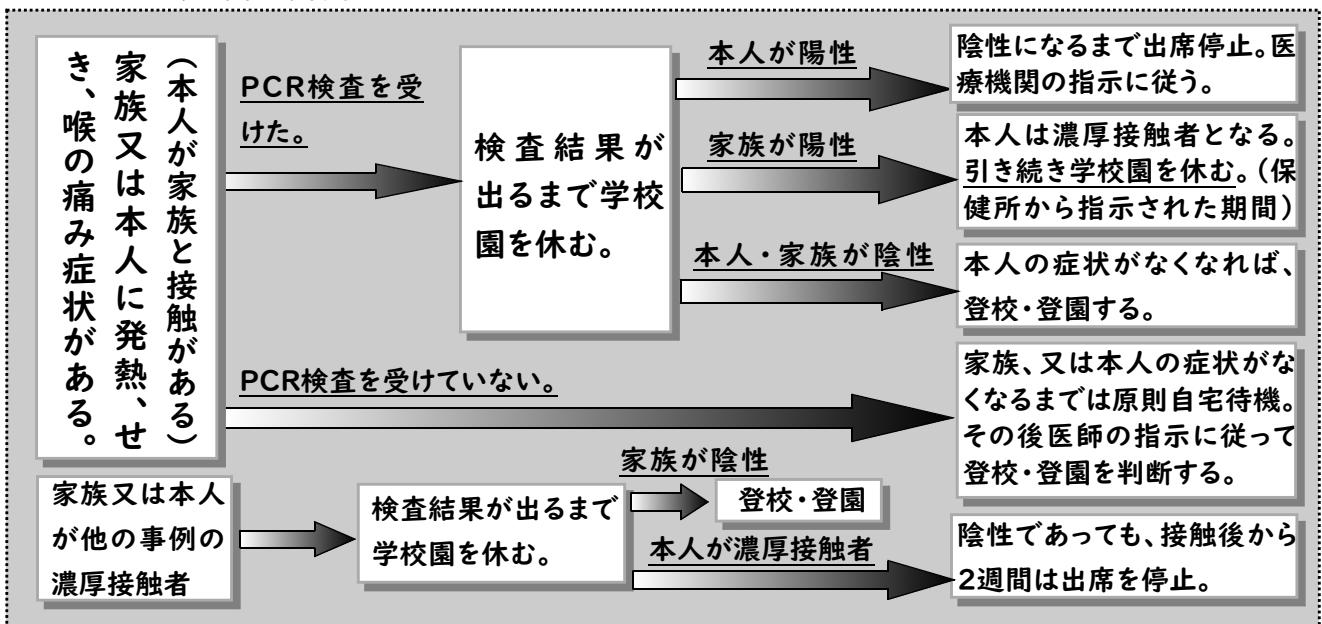 （本人が家族と接触がある）
家族又は本人に発熱、せ
き、喉の痛み症状がある。
PCR検査を受
けた。
検査結果が
出るまで学校
園を休む。
本人が陽性
陰性になるまで出席停止。医
療機関の指示に従う。
家族が陽性
本人は濃厚接触者となる。
引き続き学校園を休む。（保
健所から指示された期間）
本人・家族が陰性
本人の症状がなくなれば、
登校・登園する。
PCR検査を受けていない。
家族、又は本人の症状がな
くなるまでは原則自宅待機。
その後医師の指示に従って
登校・登園を判断する。
家族又は本人
が他の事例の
濃厚接触者
検査結果が出るまで
学校園を休む。
家族が陰性
登校・登園
本人が濃厚接触者
陰性であっても、接触後から
2週間は出席を停止。